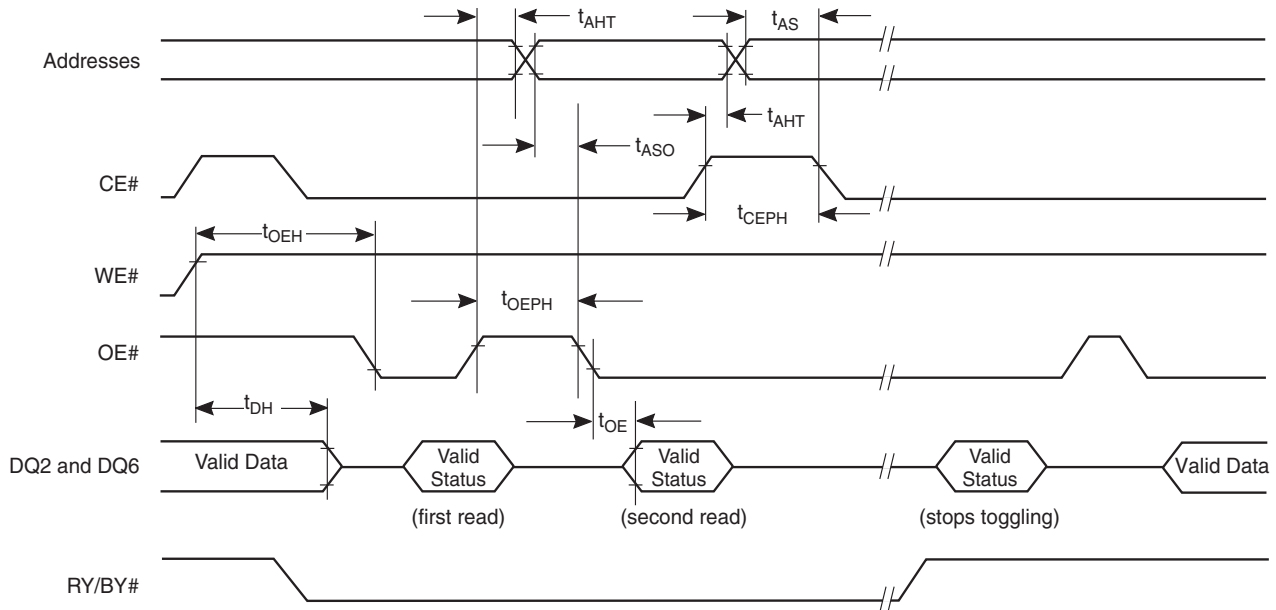 tAHT
tAS
Addresses
tAHT
tASO
CE#
tCEPH
tOEH
WE#
tOEPH
OE#
tDH
tOE
DQ2 and DQ6
Valid Data
Valid
Status
Valid
Status
Valid
Status
Valid Data
(first read)
(second read)
(stops toggling)
RY/BY#